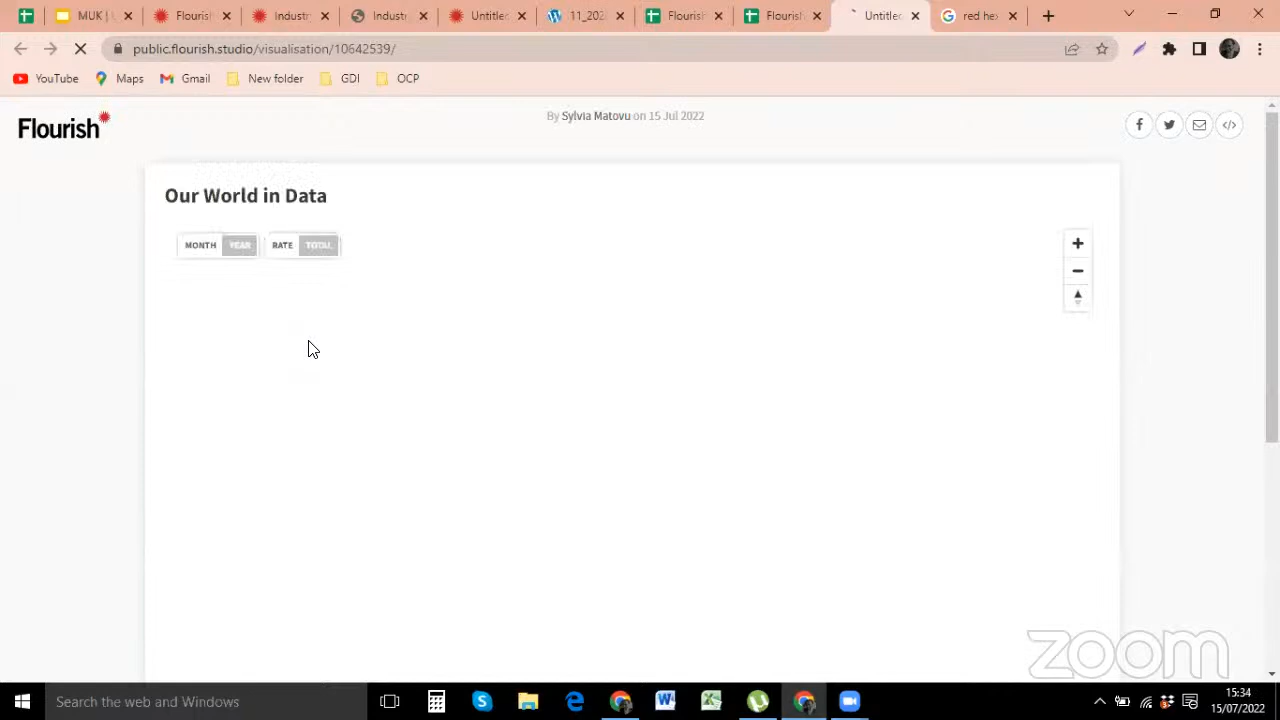 MUK |
Flourish
Industr
Industr
Untitle
11_202
Flourish
Flourish
Untitle
red hex
public.flourish.studio/visualisation/10642539/
YouTube
Maps
Gmail
New folder
GDI
OCP
Flourish
By Sylvia Matovu on 15 Jul 2022
Our World in Data
MONTH YEAR RATE TOTAL
zoom
Search the web and Windows
15:34
15/07/2022